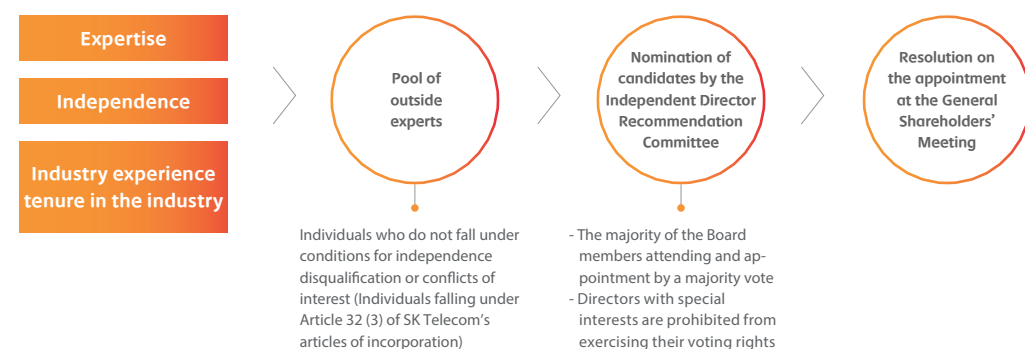 Expertise
Independence
Industry experience
tenure in the industry
Pool of
outside
experts
Individuals who do not fall under
conditions for independence
disqualification or conflicts of
interest (Individuals falling under
Article 32 (3) of SK Telecom’s
articles of incorporation)
Nomination of
candidates by the
Independent Director
Recommendation
Committee
- The majority of the Board
members attending and ap-
pointment by a majority vote
- Directors with special
interests are prohibited from
exercising their voting rights
Resolution on
the appointment
at the General
Shareholders’
Meeting